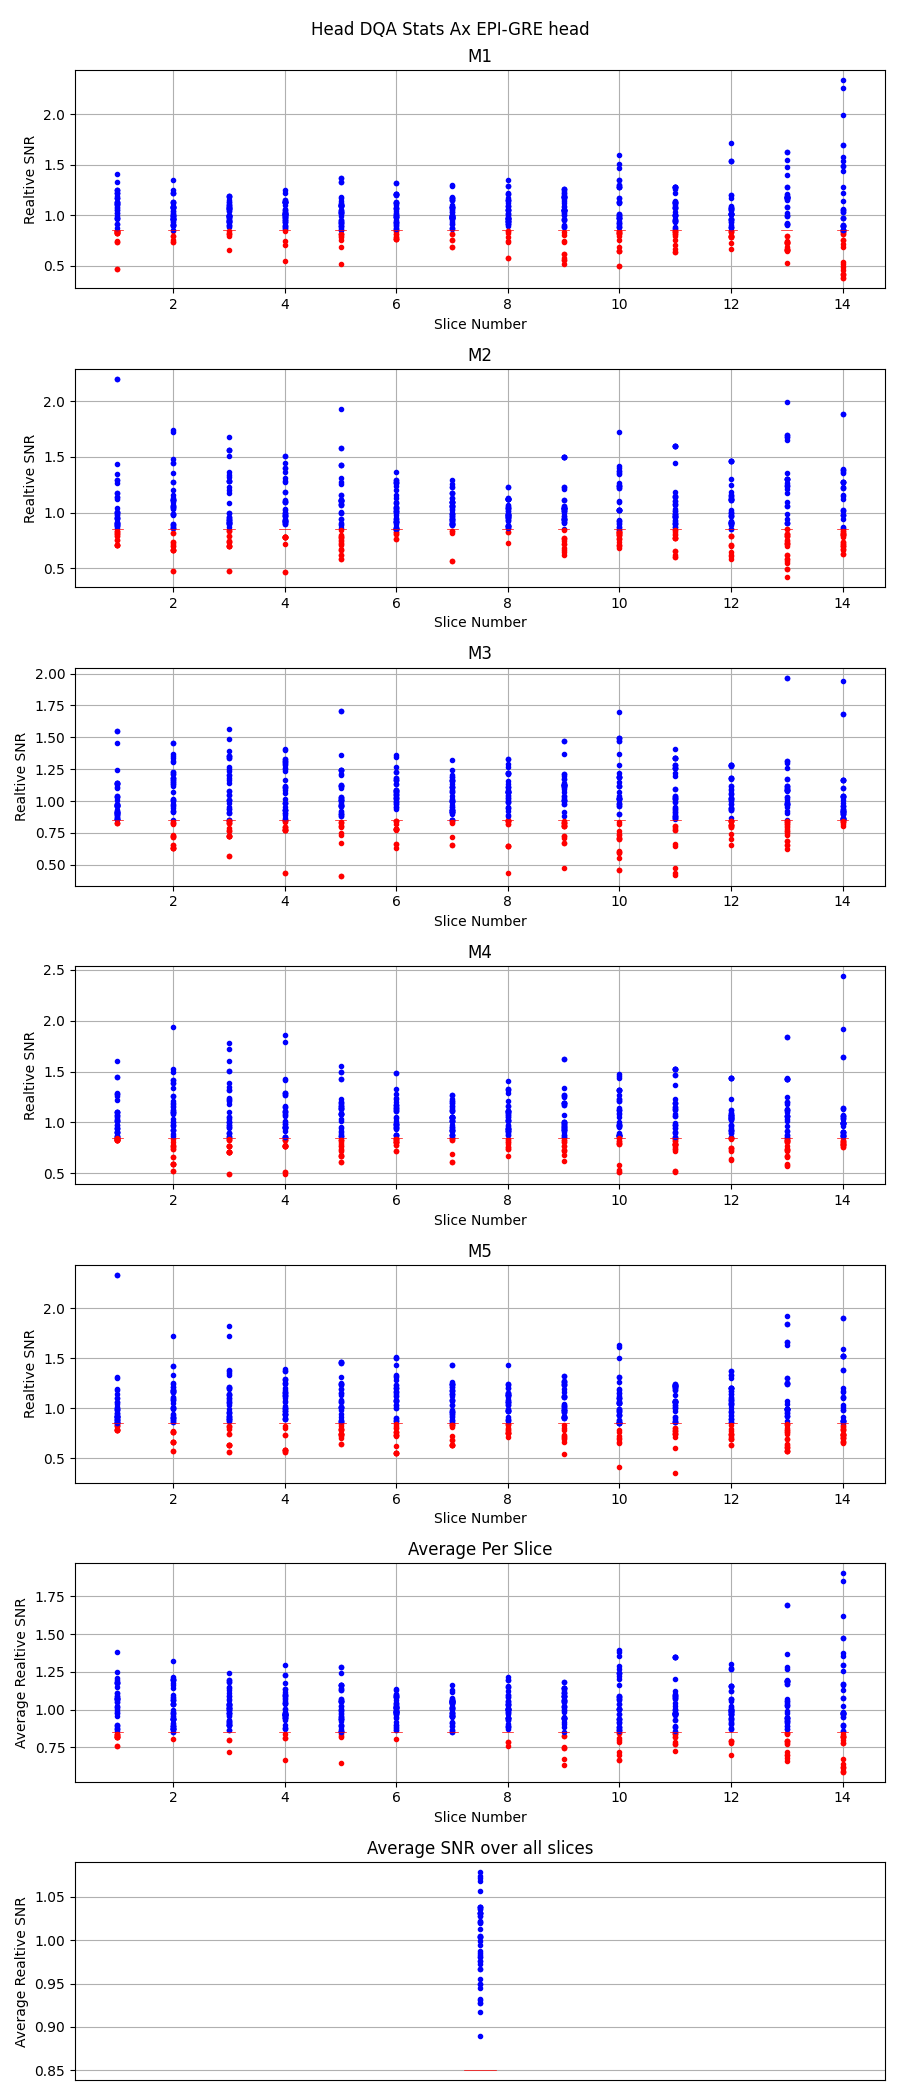 Head DQA Stats Ax EPI-GRE head
M1
Realtive SNR
2.0
1.5
1.0
0.5
2 4 6 8 10 12 14
Slice Number
M2
Realtive SNR
2.0
1.5
1.0
0.5
2 4 6 8 10 12 14
Slice Number
M3
Realtive SNR
2.00
1.75
1.50
1.25
1.00
0.75
0.50
2 4 6 8 10 12 14
Slice Number
M4
Realtive SNR
2.5
2.0
1.5
1.0
0.5
2 4 6 8 10 12 14
Slice Number
M5
Realtive SNR
2.0
1.5
1.0
0.5
2 4 6 8 10 12 14
Slice Number
Average Per Slice
Average Realtive SNR
1.75
1.50
1.25
1.00
0.75
2 4 6 8 10 12 14
Slice Number
Average SNR over all slices
Average Realtive SNR
1.05
1.00
0.95
0.90
0.85